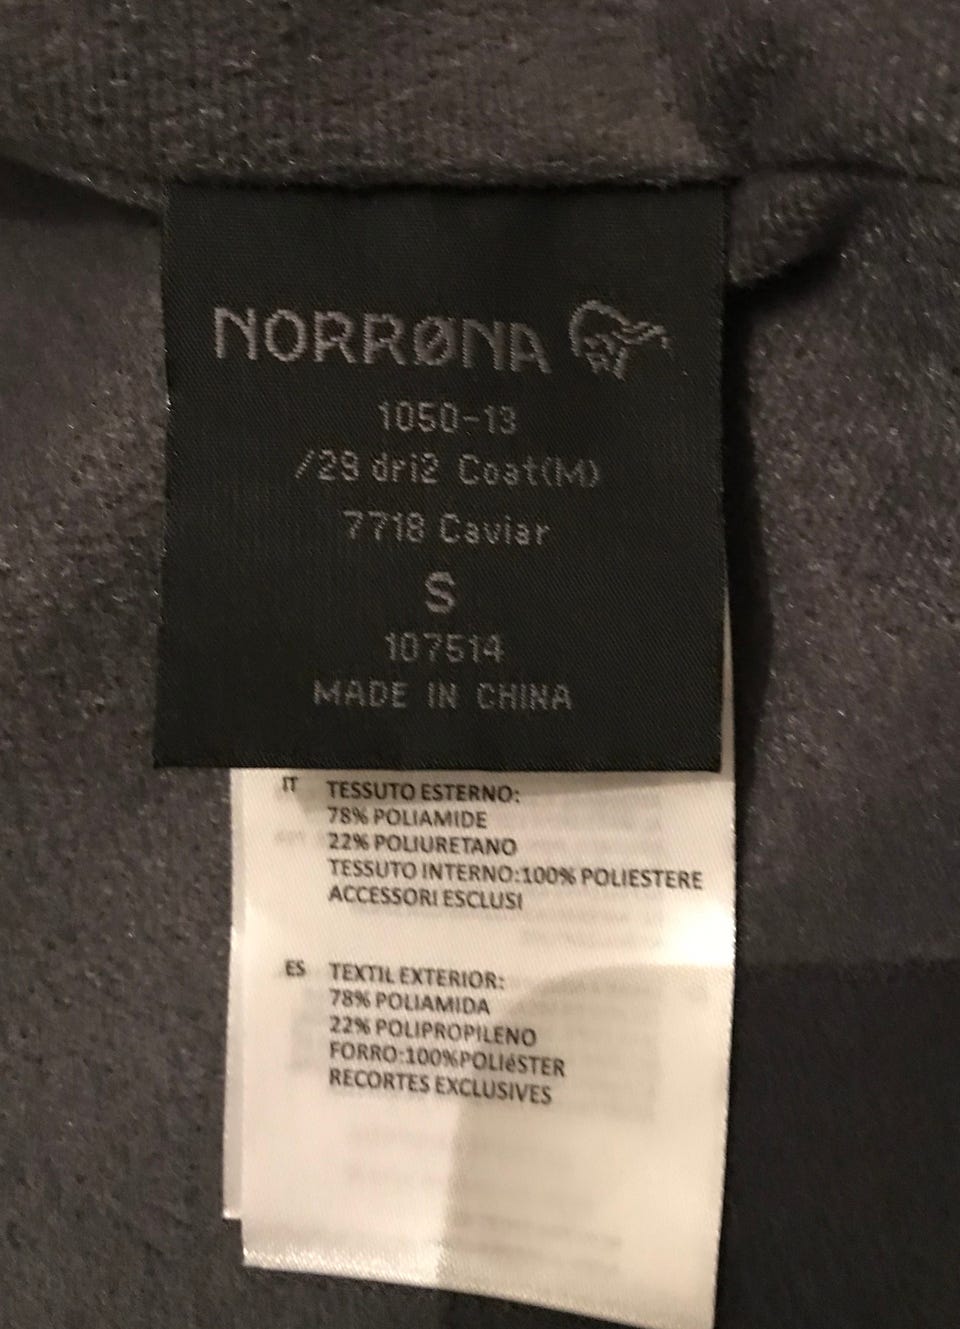 NORRØNA
1050-13
/29 dri2 Coat(M)
7718 Caviar
S
107514
MADE IN CHINA
IT TESSUTO ESTERNO:
78% POLIAMIDE
22% POLIURETANO
TESSUTO INTERNO:100% POLIESTERE
ACCESSORI ESCLUSI
ES TEXTIL EXTERIOR:
78% POLIAMIDA
22% POLIPROPILENO
FORRO:100%POLIéSTER
RECORTES EXCLUSIVES